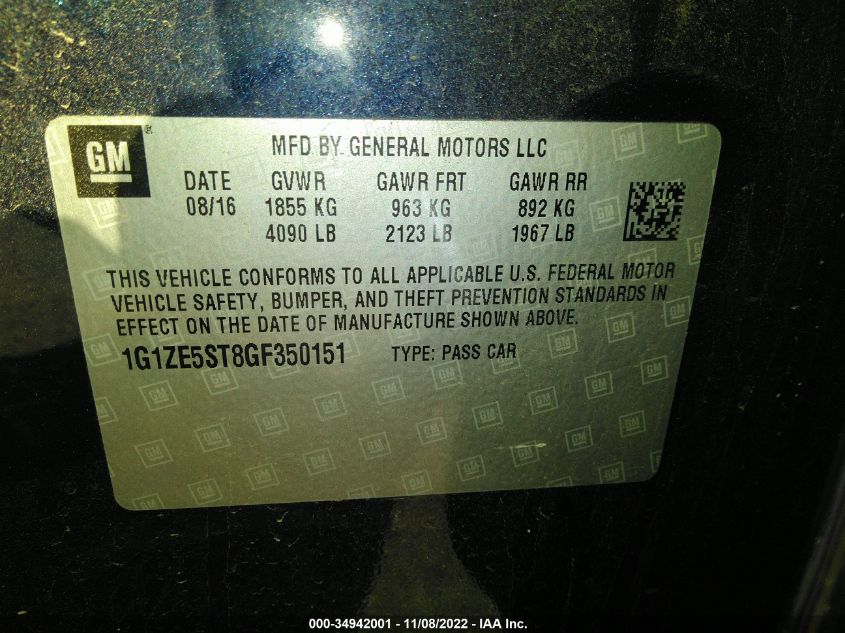 GM
MFD BY GENERAL MOTORS LLC
DATE GVWR GAWR FRT GAWR RR
08/16 1855 KG 963 KG 892 KG
4090 LB 2123 LB 1967 LB
THIS VEHICLE CONFORMS TO ALL APPLICABLE U.S. FEDERAL MOTOR
VEHICLE SAFETY, BUMPER, AND THEFT PREVENTION STANDARDS IN
EFFECT ON THE DATE OF MANUFACTURE SHOWN ABOVE.
1G1ZE5ST8GF350151 TYPE: PASS CAR
000-34942001 - 11/08/2022 - IAA Inc.